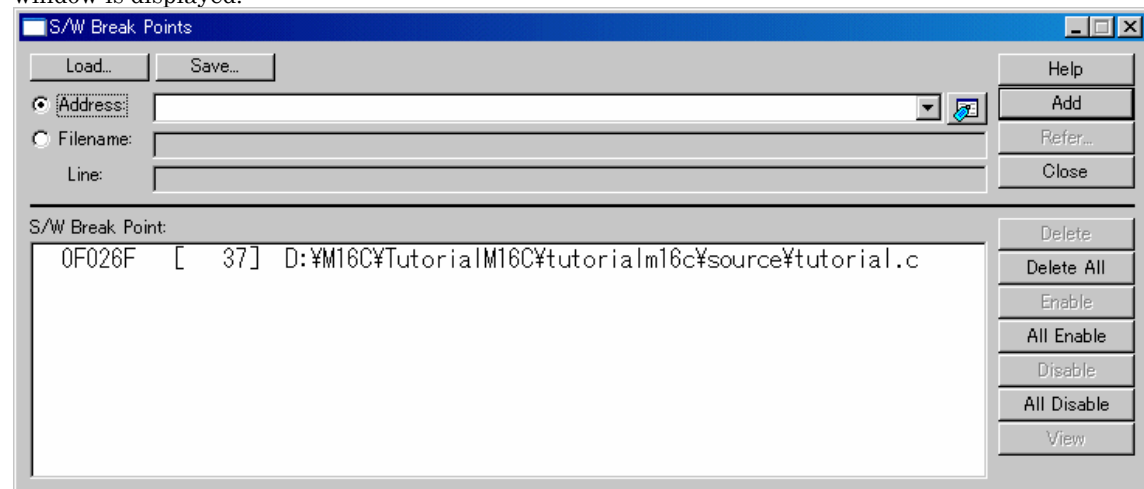 window is displayed.
S/W Break Points
Load... Save... Help
Address: Add
Filename: Refer...
Line: Close
S/W Break Point: Delete
0F026F [ 37] D:¥M16C¥TutorialM16C¥tutorialm16c¥source¥tutorial.c
Delete All
Enable
All Enable
Disable
All Disable
View